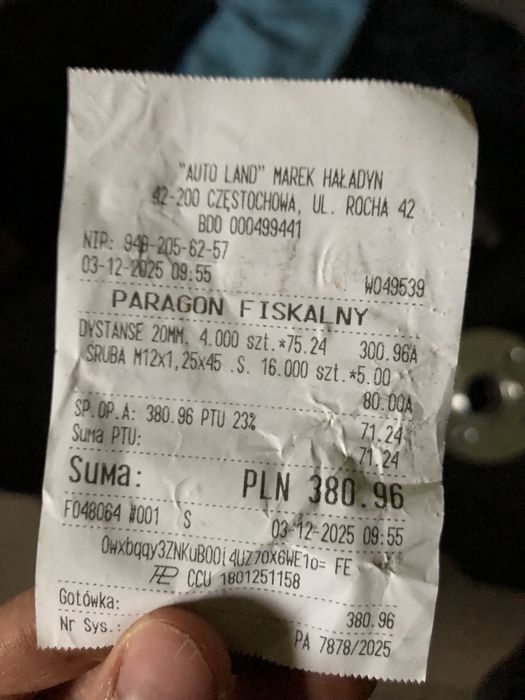 "AUTO LAND" MAREK HAŁADYN
42-200 CZĘSTOCHOWA, UL. ROCHA 42
BDO 000499441
NIP: 949-205-62-57
03-12-2025 09:55 W049539
PARAGON FISKALNY
DYSTANSE 20MM. 4.000 szt.*75.24 300.96A
SRUBA M12x1,25x45 .S. 16.000 szt.*5.00
80.00A
SP.OP.A: 380.96 PTU 23% 71.24
Suma PTU: 71.24
Suma: PLN 380.96
F048064 #001 S 03-12-2025 09:55
Owxbqqy3ZNKuB00i4UZ70X6WE1o= FE
CCU 1801251158
Gotówka: 380.96
Nr Sys.: PA 7878/2025